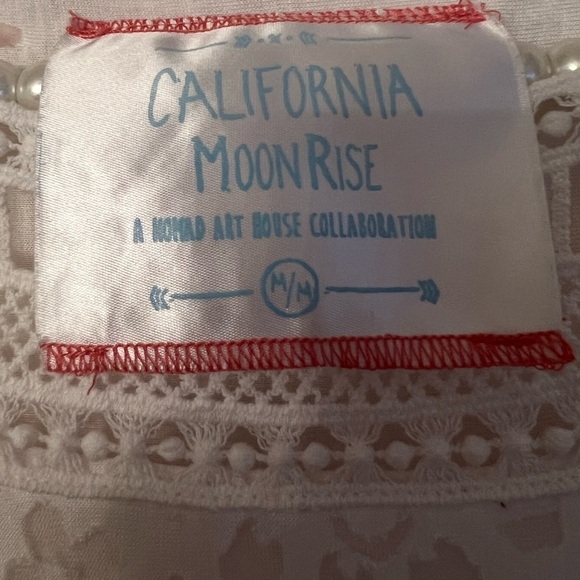 CALIFORNIA
MOONRISE
A NOMAD ART HOUSE COLLABORATION
M/M